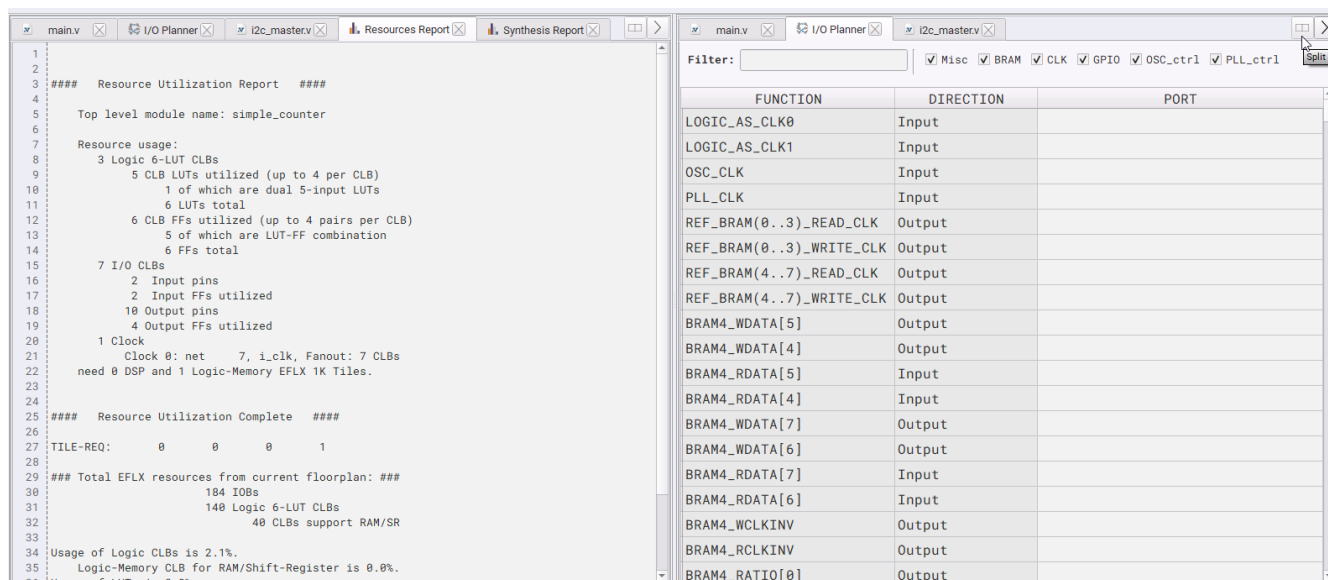 main.v I/O Planner i2c_master.v Resources Report Synthesis Report
1
2
3 #### Resource Utilization Report ####
4
5 Top level module name: simple_counter
6
7 Resource usage:
8 3 Logic 6-LUT CLBs
9 5 CLB LUTs utilized (up to 4 per CLB)
10 1 of which are dual 5-input LUTs
11 6 LUTs total
12 6 CLB FFs utilized (up to 4 pairs per CLB)
13 5 of which are LUT-FF combination
14 6 FFs total
15 7 I/O CLBs
16 2 Input pins
17 2 Input FFs utilized
18 10 Output pins
19 4 Output FFs utilized
20 1 Clock
21 Clock 0: net 7, i_clk, Fanout: 7 CLBs
22 need 0 DSP and 1 Logic-Memory EFLX 1K Tiles.
23
24
25 #### Resource Utilization Complete ####
26
27 TILE-REQ: 0 0 0 1
28
29 ### Total EFLX resources from current floorplan: ###
30 184 IOBs
31 140 Logic 6-LUT CLBs
32 40 CLBs support RAM/SR
33
34 Usage of Logic CLBs is 2.1%.
35 Logic-Memory CLB for RAM/Shift-Register is 0.0%.
main.v I/O Planner i2c_master.v
Split
Filter: Misc BRAM CLK GPIO OSC_ctrl PLL_ctrl
FUNCTION DIRECTION PORT
LOGIC_AS_CLK0 Input
LOGIC_AS_CLK1 Input
OSC_CLK Input
PLL_CLK Input
REF_BRAM(0..3)_READ_CLK Output
REF_BRAM(0..3)_WRITE_CLK Output
REF_BRAM(4..7)_READ_CLK Output
REF_BRAM(4..7)_WRITE_CLK Output
BRAM4_WDATA[5] Output
BRAM4_WDATA[4] Output
BRAM4_RDATA[5] Input
BRAM4_RDATA[4] Input
BRAM4_WDATA[7] Output
BRAM4_WDATA[6] Output
BRAM4_RDATA[7] Input
BRAM4_RDATA[6] Input
BRAM4_WCLKINV Output
BRAM4_RCLKINV Output
BRAM4_RATIO[0] Output